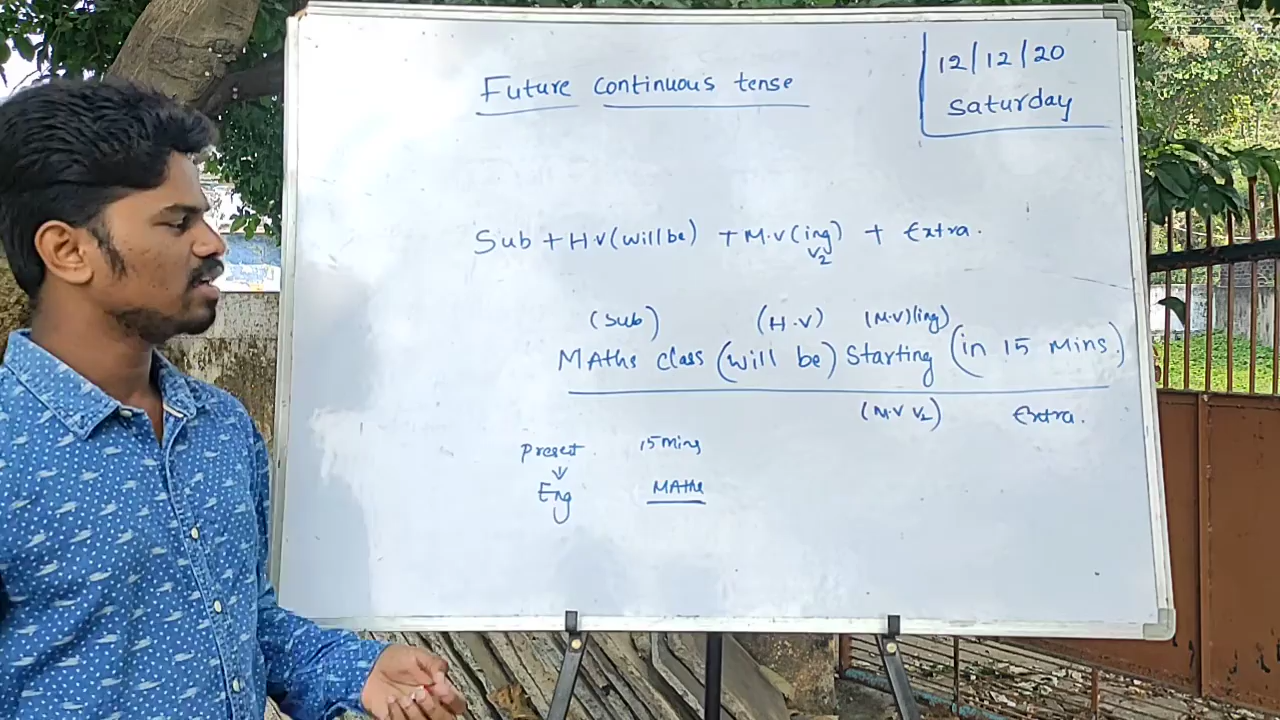 Future continuous tense
12/12/20
Saturday
Sub + H.V (will be) + M.V (ing) + Extra.
V2
(Sub) (H.V) (M.V) (ing)
MAths class (will be) Starting (in 15 Mins.)
(M.V V2) Extra.
Present. 15 Mins
Eng MAths